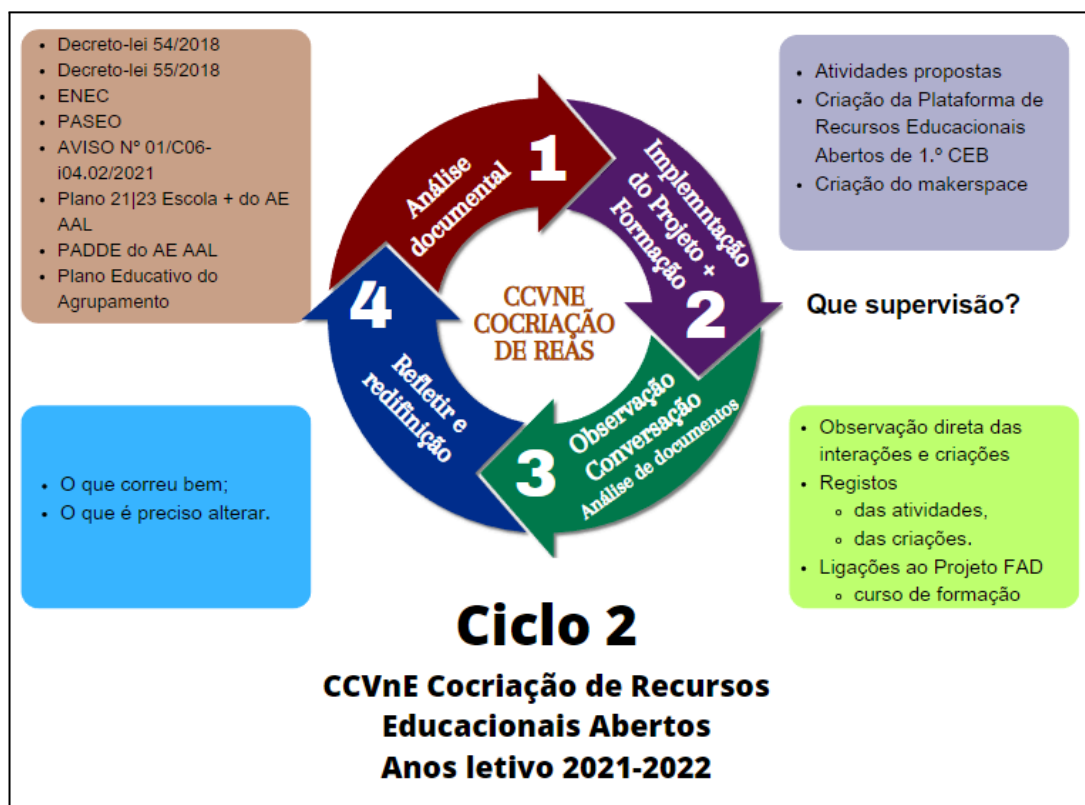 • Decreto-lei 54/2018
• Decreto-lei 55/2018
• ENEC
• PASEO
• AVISO Nº 01/C06-
i04.02/2021
• Plano 21|23 Escola + do AE
AAL
• PADDE do AE AAL
• Plano Educativo do
Agrupamento
1
Análise
documental
Implemntação
do Projeto +
Formação
2
• Atividades propostas
• Criação da Plataforma de
Recursos Educacionais
Abertos de 1.º CEB
• Criação do makerspace
CCVNE
COCRIAÇÃO
DE REAS
Que supervisão?
3
Observação
Conversação
Análise de documentos
• Observação direta das
interações e criações
• Registos
◦ das atividades,
◦ das criações.
• Ligações ao Projeto FAD
◦ curso de formação
4
Refletir e
redifinição
• O que correu bem;
• O que é preciso alterar.
Ciclo 2
CCVnE Cocriação de Recursos
Educacionais Abertos
Anos letivo 2021-2022